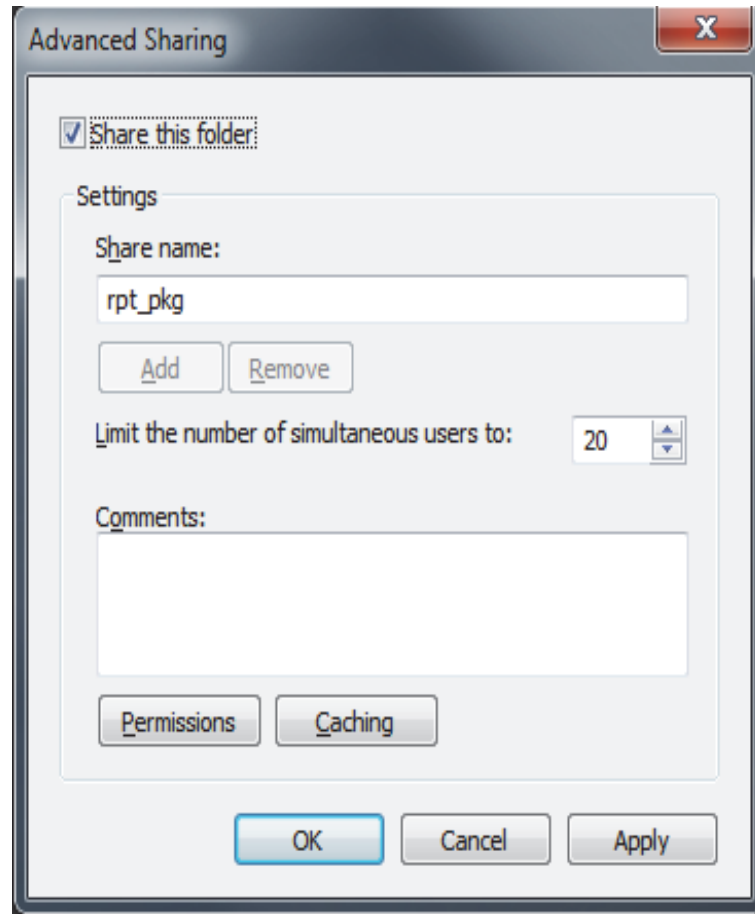 Advanced Sharing
X
Share this folder
Settings
Share name:
rpt_pkg
Add Remove
Limit the number of simultaneous users to: 20
Comments:
Permissions Caching
OK Cancel Apply